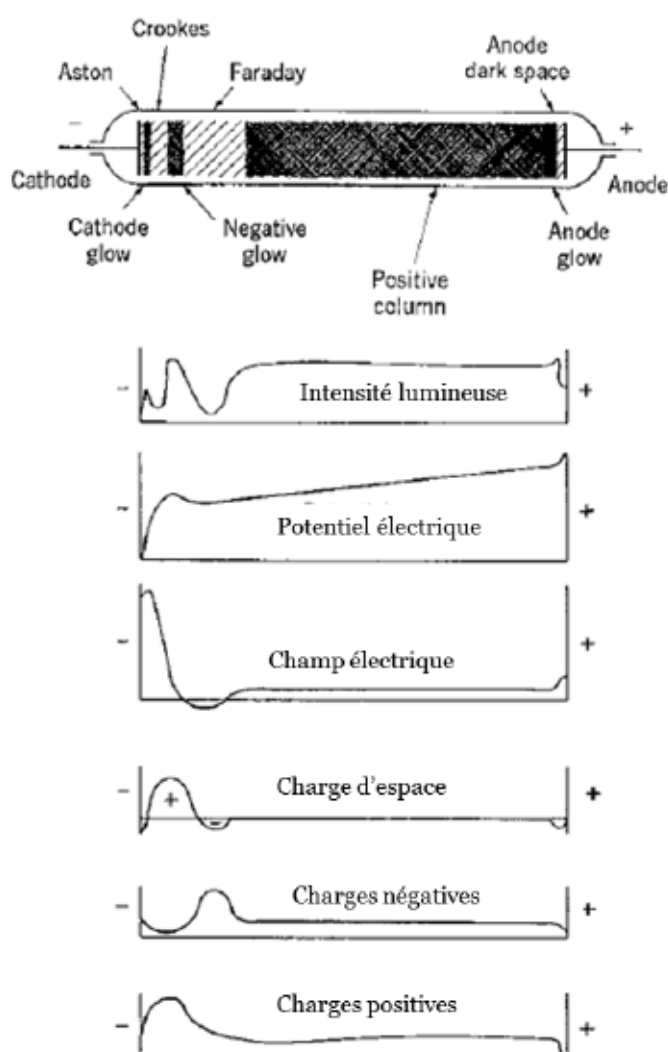 Crookes
Aston
Faraday
Anode
dark space
−
+
Cathode
Anode
Cathode
glow
Negative
glow
Positive
column
Anode
glow
− Intensité lumineuse +
− Potentiel électrique +
− Champ électrique +
− Charge d'espace +
+
− Charges négatives +
− Charges positives +